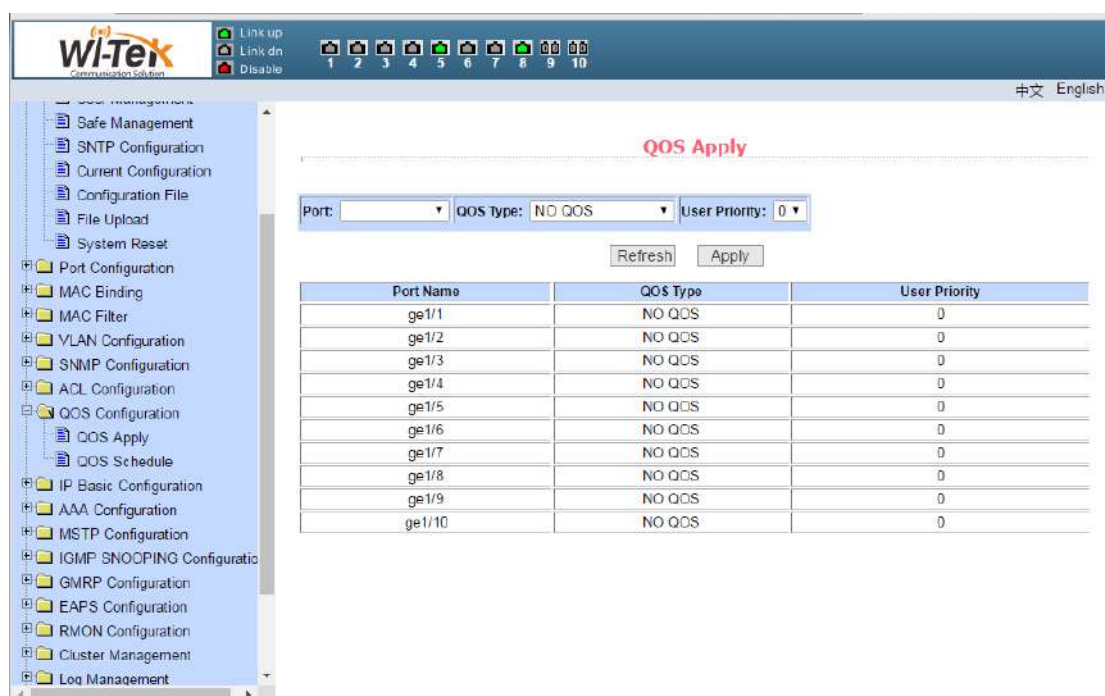 WI-Tek
Communication Solution
Link up
Link dn
Disable
1 2 3 4 5 6 7 8 9 10
中文 English
Safe Management
SNTP Configuration
Current Configuration
Configuration File
File Upload
System Reset
Port Configuration
MAC Binding
MAC Filter
VLAN Configuration
SNMP Configuration
ACL Configuration
QOS Configuration
QOS Apply
QOS Schedule
IP Basic Configuration
AAA Configuration
MSTP Configuration
IGMP SNOOPING Configuratio
GMRP Configuration
EAPS Configuration
RMON Configuration
Cluster Management
Log Management
QOS Apply
Port: QOS Type: NO QOS User Priority: 0
Refresh Apply
Port Name QOS Type User Priority
ge1/1 NO QOS 0
ge1/2 NO QOS 0
ge1/3 NO QOS 0
ge1/4 NO QOS 0
ge1/5 NO QOS 0
ge1/6 NO QOS 0
ge1/7 NO QOS 0
ge1/8 NO QOS 0
ge1/9 NO QOS 0
ge1/10 NO QOS 0